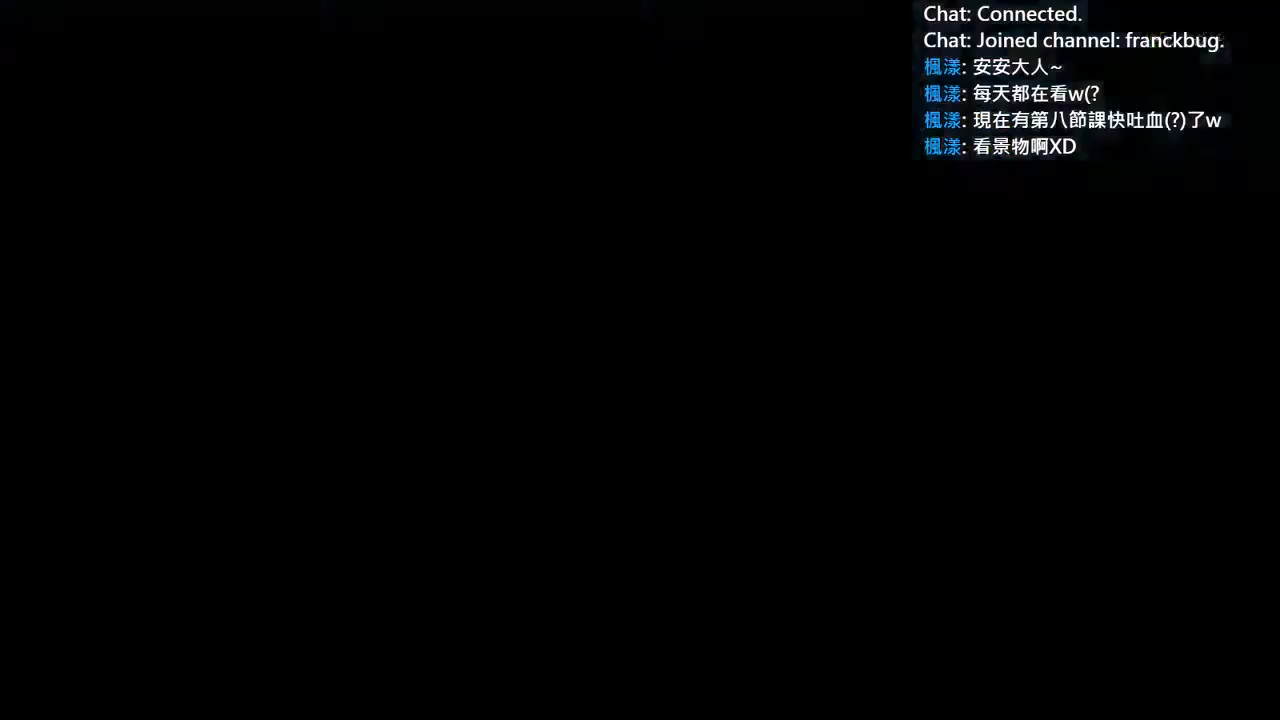 Chat: Connected.
Chat: Joined channel: franckbug.
楓漾: 安安大人~
楓漾: 每天都在看w(?
楓漾: 現在有第八節課快吐血(?)了w
楓漾: 看景物啊XD